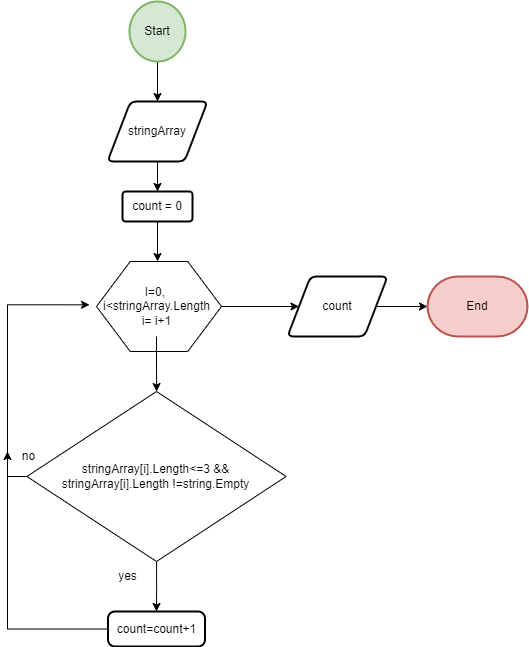 Start
stringArray
count = 0
I=0,
i<stringArray.Length
i= i+1
count
End
no
stringArray[i].Length<=3 &&
stringArray[i].Length !=string.Empty
yes
count=count+1